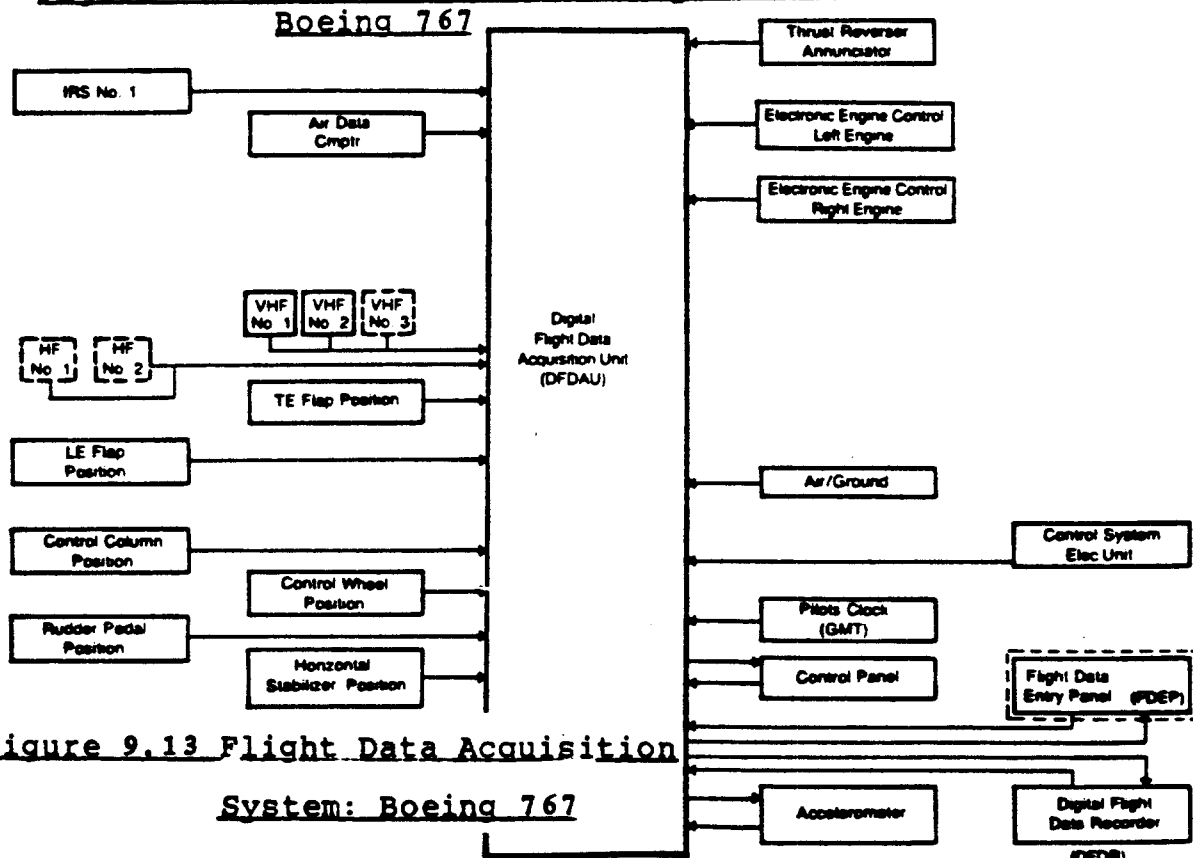 Boeing 767
IRS No. 1
Air Data
Cmptr
VHF
No. 1
VHF
No. 2
VHF
No. 3
HF
No. 1
HF
No. 2
TE Flap Position
LE Flap
Position
Control Column
Position
Control Wheel
Position
Rudder Pedal
Position
Horizontal
Stabilizer Position
Digital
Flight Data
Acquisition Unit
(DFDAU)
Thrust Reverser
Annunciator
Electronic Engine Control
Left Engine
Electronic Engine Control
Right Engine
Air/Ground
Control System
Elec Unit
Pilots Clock
(GMT)
Control Panel
Flight Data
Entry Panel (FDEP)
Accelerometer
Digital Flight
Data Recorder
(DFDR)
igure 9.13 Flight Data Acquisition
System: Boeing 767